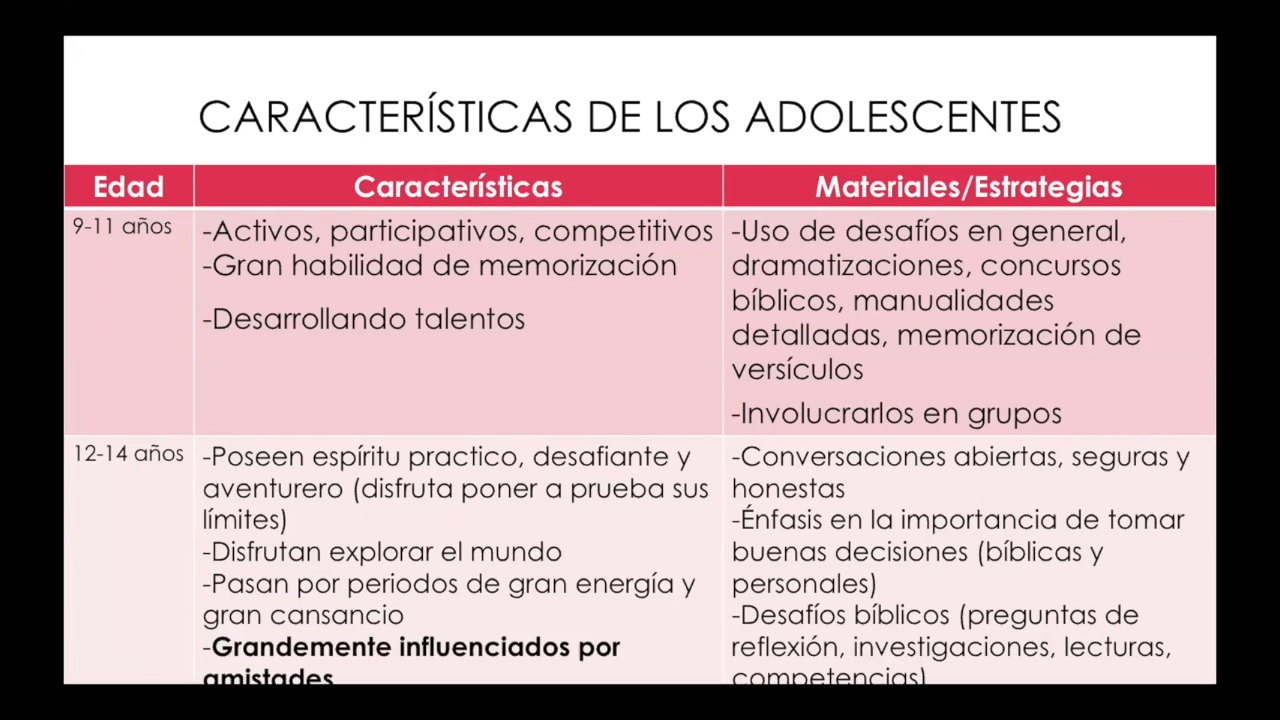 CARACTERÍSTICAS DE LOS ADOLESCENTES
Edad
Características
Materiales/Estrategias
9-11 años
-Activos, participativos, competitivos
-Gran habilidad de memorización
-Desarrollando talentos
-Uso de desafíos en general,
dramatizaciones, concursos
bíblicos, manualidades
detalladas, memorización de
versículos
-Involucrarlos en grupos
12-14 años
-Poseen espíritu practico, desafiante y
aventurero (disfruta poner a prueba sus
límites)
-Disfrutan explorar el mundo
-Pasan por periodos de gran energía y
gran cansancio
-Grandemente influenciados por
amistades
-Conversaciones abiertas, seguras y
honestas
-Énfasis en la importancia de tomar
buenas decisiones (bíblicas y
personales)
-Desafíos bíblicos (preguntas de
reflexión, investigaciones, lecturas,
competencias)